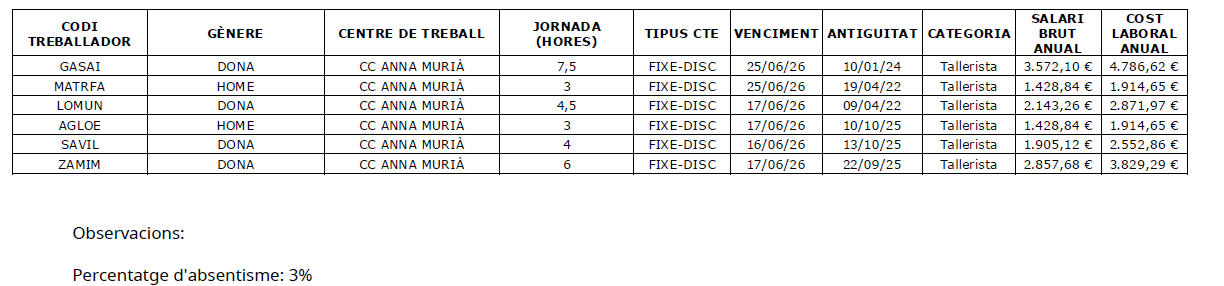 CODI TREBALLADOR GÈNERE CENTRE DE TREBALL JORNADA (HORES) TIPUS CTE VENCIMENT ANTIGUITAT CATEGORIA SALARI BRUT ANUAL COST LABORAL ANUAL
GASAI DONA CC ANNA MURIÀ 7,5 FIXE-DISC 25/06/26 10/01/24 Tallerista 3.572,10 € 4.786,62 €
MATRFA HOME CC ANNA MURIÀ 3 FIXE-DISC 25/06/26 19/04/22 Tallerista 1.428,84 € 1.914,65 €
LOMUN DONA CC ANNA MURIÀ 4,5 FIXE-DISC 17/06/26 09/04/22 Tallerista 2.143,26 € 2.871,97 €
AGLOE HOME CC ANNA MURIÀ 3 FIXE-DISC 17/06/26 10/10/25 Tallerista 1.428,84 € 1.914,65 €
SAVIL DONA CC ANNA MURIÀ 4 FIXE-DISC 16/06/26 13/10/25 Tallerista 1.905,12 € 2.552,86 €
ZAMIM DONA CC ANNA MURIÀ 6 FIXE-DISC 17/06/26 22/09/25 Tallerista 2.857,68 € 3.829,29 €
Observacions:
Percentatge d'absentisme: 3%